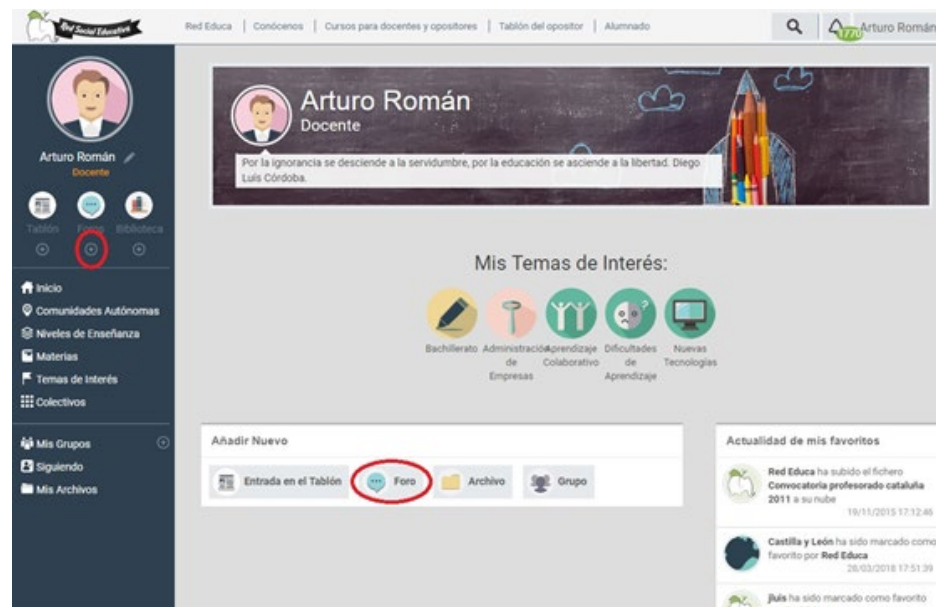 Red Social Educativa
Red Educa | Conócenos | Cursos para docentes y opositores | Tablón del opositor | Alumnado
1770
Arturo Román
Arturo Román
Docente
Tablón Foros Biblioteca
Inicio
Comunidades Autónomas
Niveles de Enseñanza
Materias
Temas de Interés
Colectivos
Mis Grupos
Siguiendo
Mis Archivos
Arturo Román
Docente
Por la ignorancia se desciende a la servidumbre, por la educación se asciende a la libertad. Diego
Luis Córdoba.
Mis Temas de Interés:
Bachillerato
Administración
de
Empresas
Aprendizaje
Colaborativo
Dificultades
de
Aprendizaje
Nuevas
Tecnologías
Añadir Nuevo
Entrada en el Tablón
Foro
Archivo
Grupo
Actualidad de mis favoritos
Red Educa ha subido el fichero
Convocatoria profesorado cataluña
2011 a su nube
19/11/2015 17:12:46
Castilla y León ha sido marcado como
favorito por Red Educa
28/03/2018 17:51:39
jluis ha sido marcado como favorito